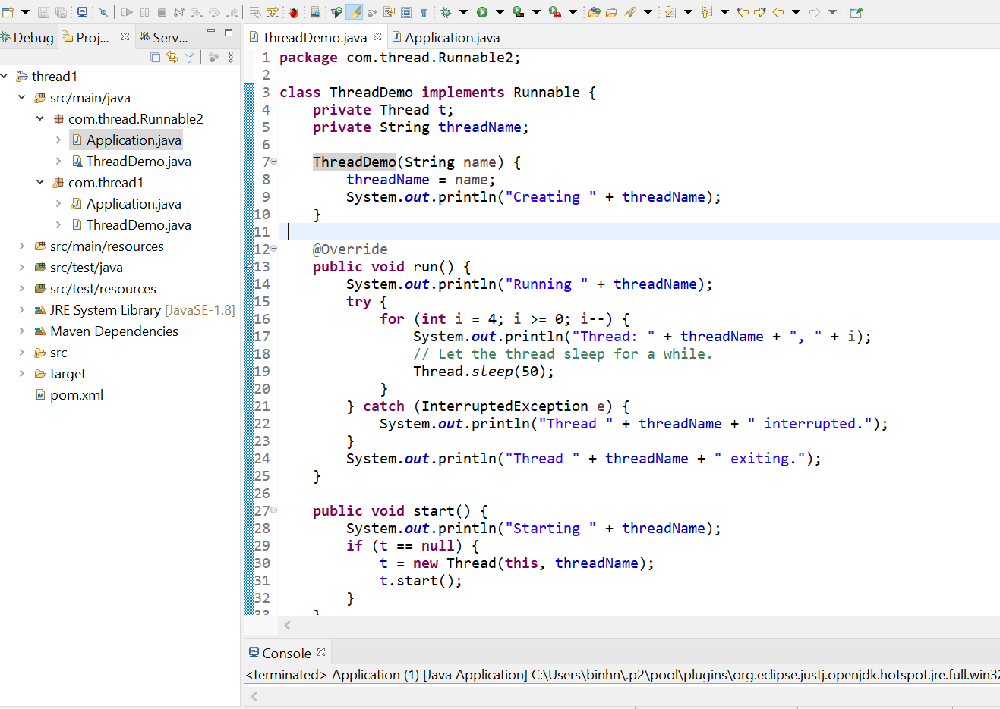 Debug Proj... Serv...
thread1
src/main/java
com.thread.Runnable2
Application.java
ThreadDemo.java
com.thread1
Application.java
ThreadDemo.java
src/main/resources
src/test/java
src/test/resources
JRE System Library [JavaSE-1.8]
Maven Dependencies
src
target
pom.xml
ThreadDemo.java Application.java
1 package com.thread.Runnable2;
2
3 class ThreadDemo implements Runnable {
4     private Thread t;
5     private String threadName;
6
7     ThreadDemo(String name) {
8         threadName = name;
9         System.out.println("Creating " + threadName);
10     }
11
12     @Override
13     public void run() {
14         System.out.println("Running " + threadName);
15         try {
16             for (int i = 4; i >= 0; i--) {
17                 System.out.println("Thread: " + threadName + ", " + i);
18                 // Let the thread sleep for a while.
19                 Thread.sleep(50);
20             }
21         } catch (InterruptedException e) {
22             System.out.println("Thread " + threadName + " interrupted.");
23         }
24         System.out.println("Thread " + threadName + " exiting.");
25     }
26
27     public void start() {
28         System.out.println("Starting " + threadName);
29         if (t == null) {
30             t = new Thread(this, threadName);
31             t.start();
32         }
33     }
Console
<terminated> Application (1) [Java Application] C:\Users\binhn\.p2\pool\plugins\org.eclipse.justj.openjdk.hotspot.jre.full.win32